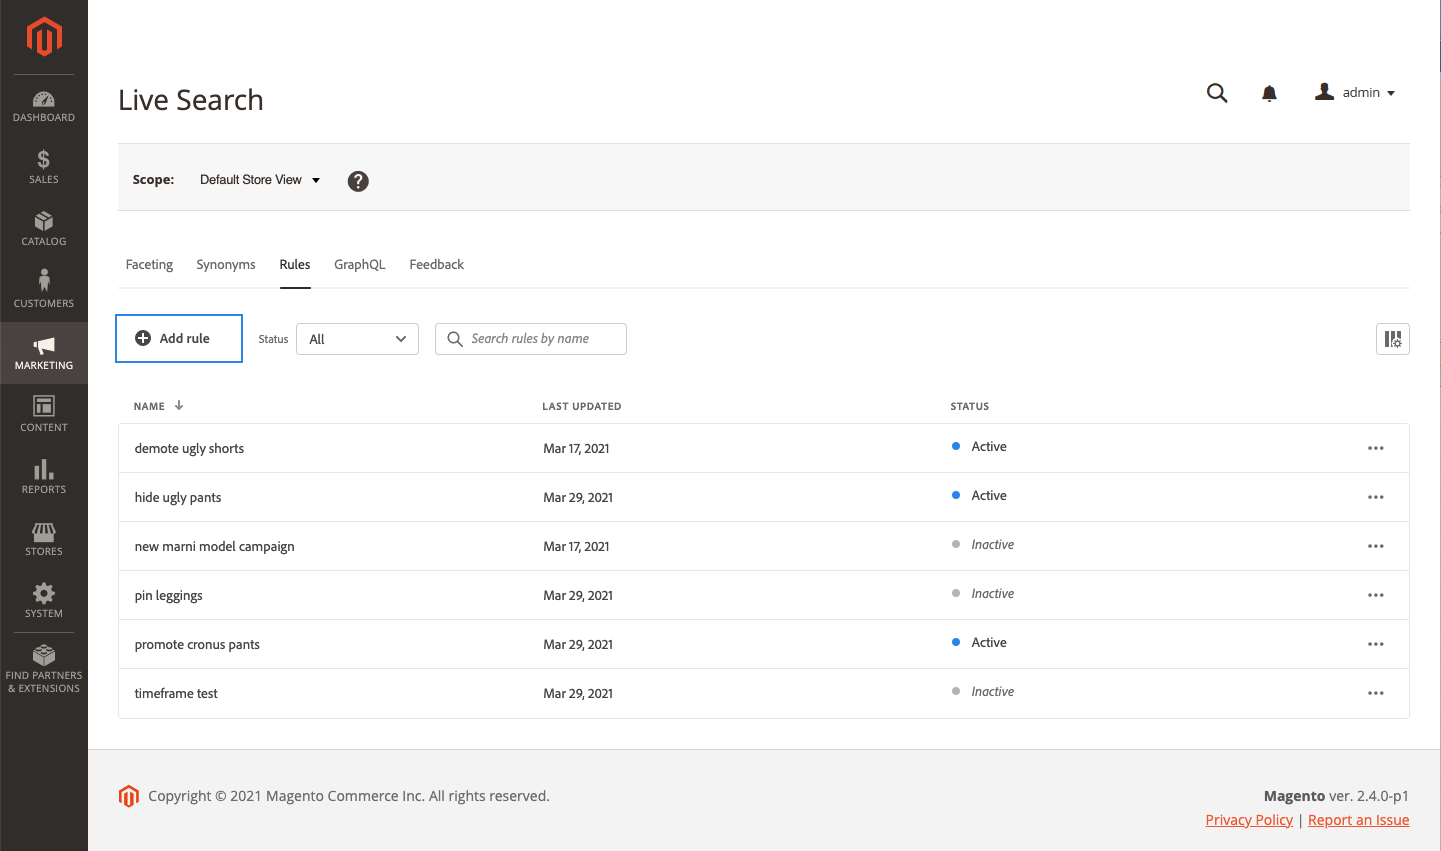 DASHBOARD
SALES
CATALOG
CUSTOMERS
MARKETING
CONTENT
REPORTS
STORES
SYSTEM
FIND PARTNERS
& EXTENSIONS
Live Search
admin
Scope: Default Store View
Faceting Synonyms Rules GraphQL Feedback
Add rule Status All Search rules by name
NAME LAST UPDATED STATUS
demote ugly shorts Mar 17, 2021 Active
hide ugly pants Mar 29, 2021 Active
new marni model campaign Mar 17, 2021 Inactive
pin leggings Mar 29, 2021 Inactive
promote cronus pants Mar 29, 2021 Active
timeframe test Mar 29, 2021 Inactive
Copyright © 2021 Magento Commerce Inc. All rights reserved.
Magento ver. 2.4.0-p1
Privacy Policy | Report an Issue